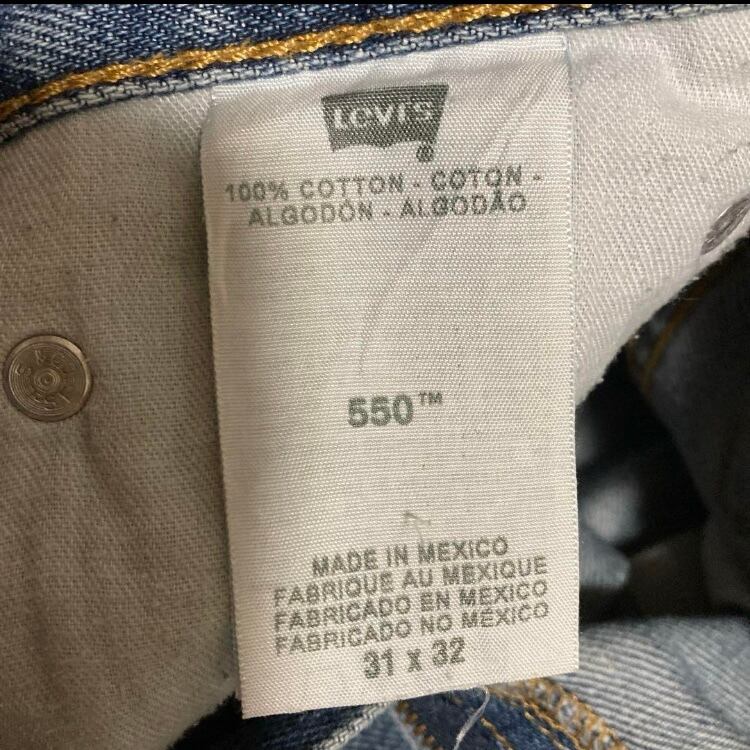 Levi's
®
100% COTTON - COTON -
ALGODÓN - ALGODÃO
550™
MADE IN MEXICO
FABRIQUE AU MEXIQUE
FABRICADO EN MEXICO
FABRICADO NO MÉXICO
31 x 32